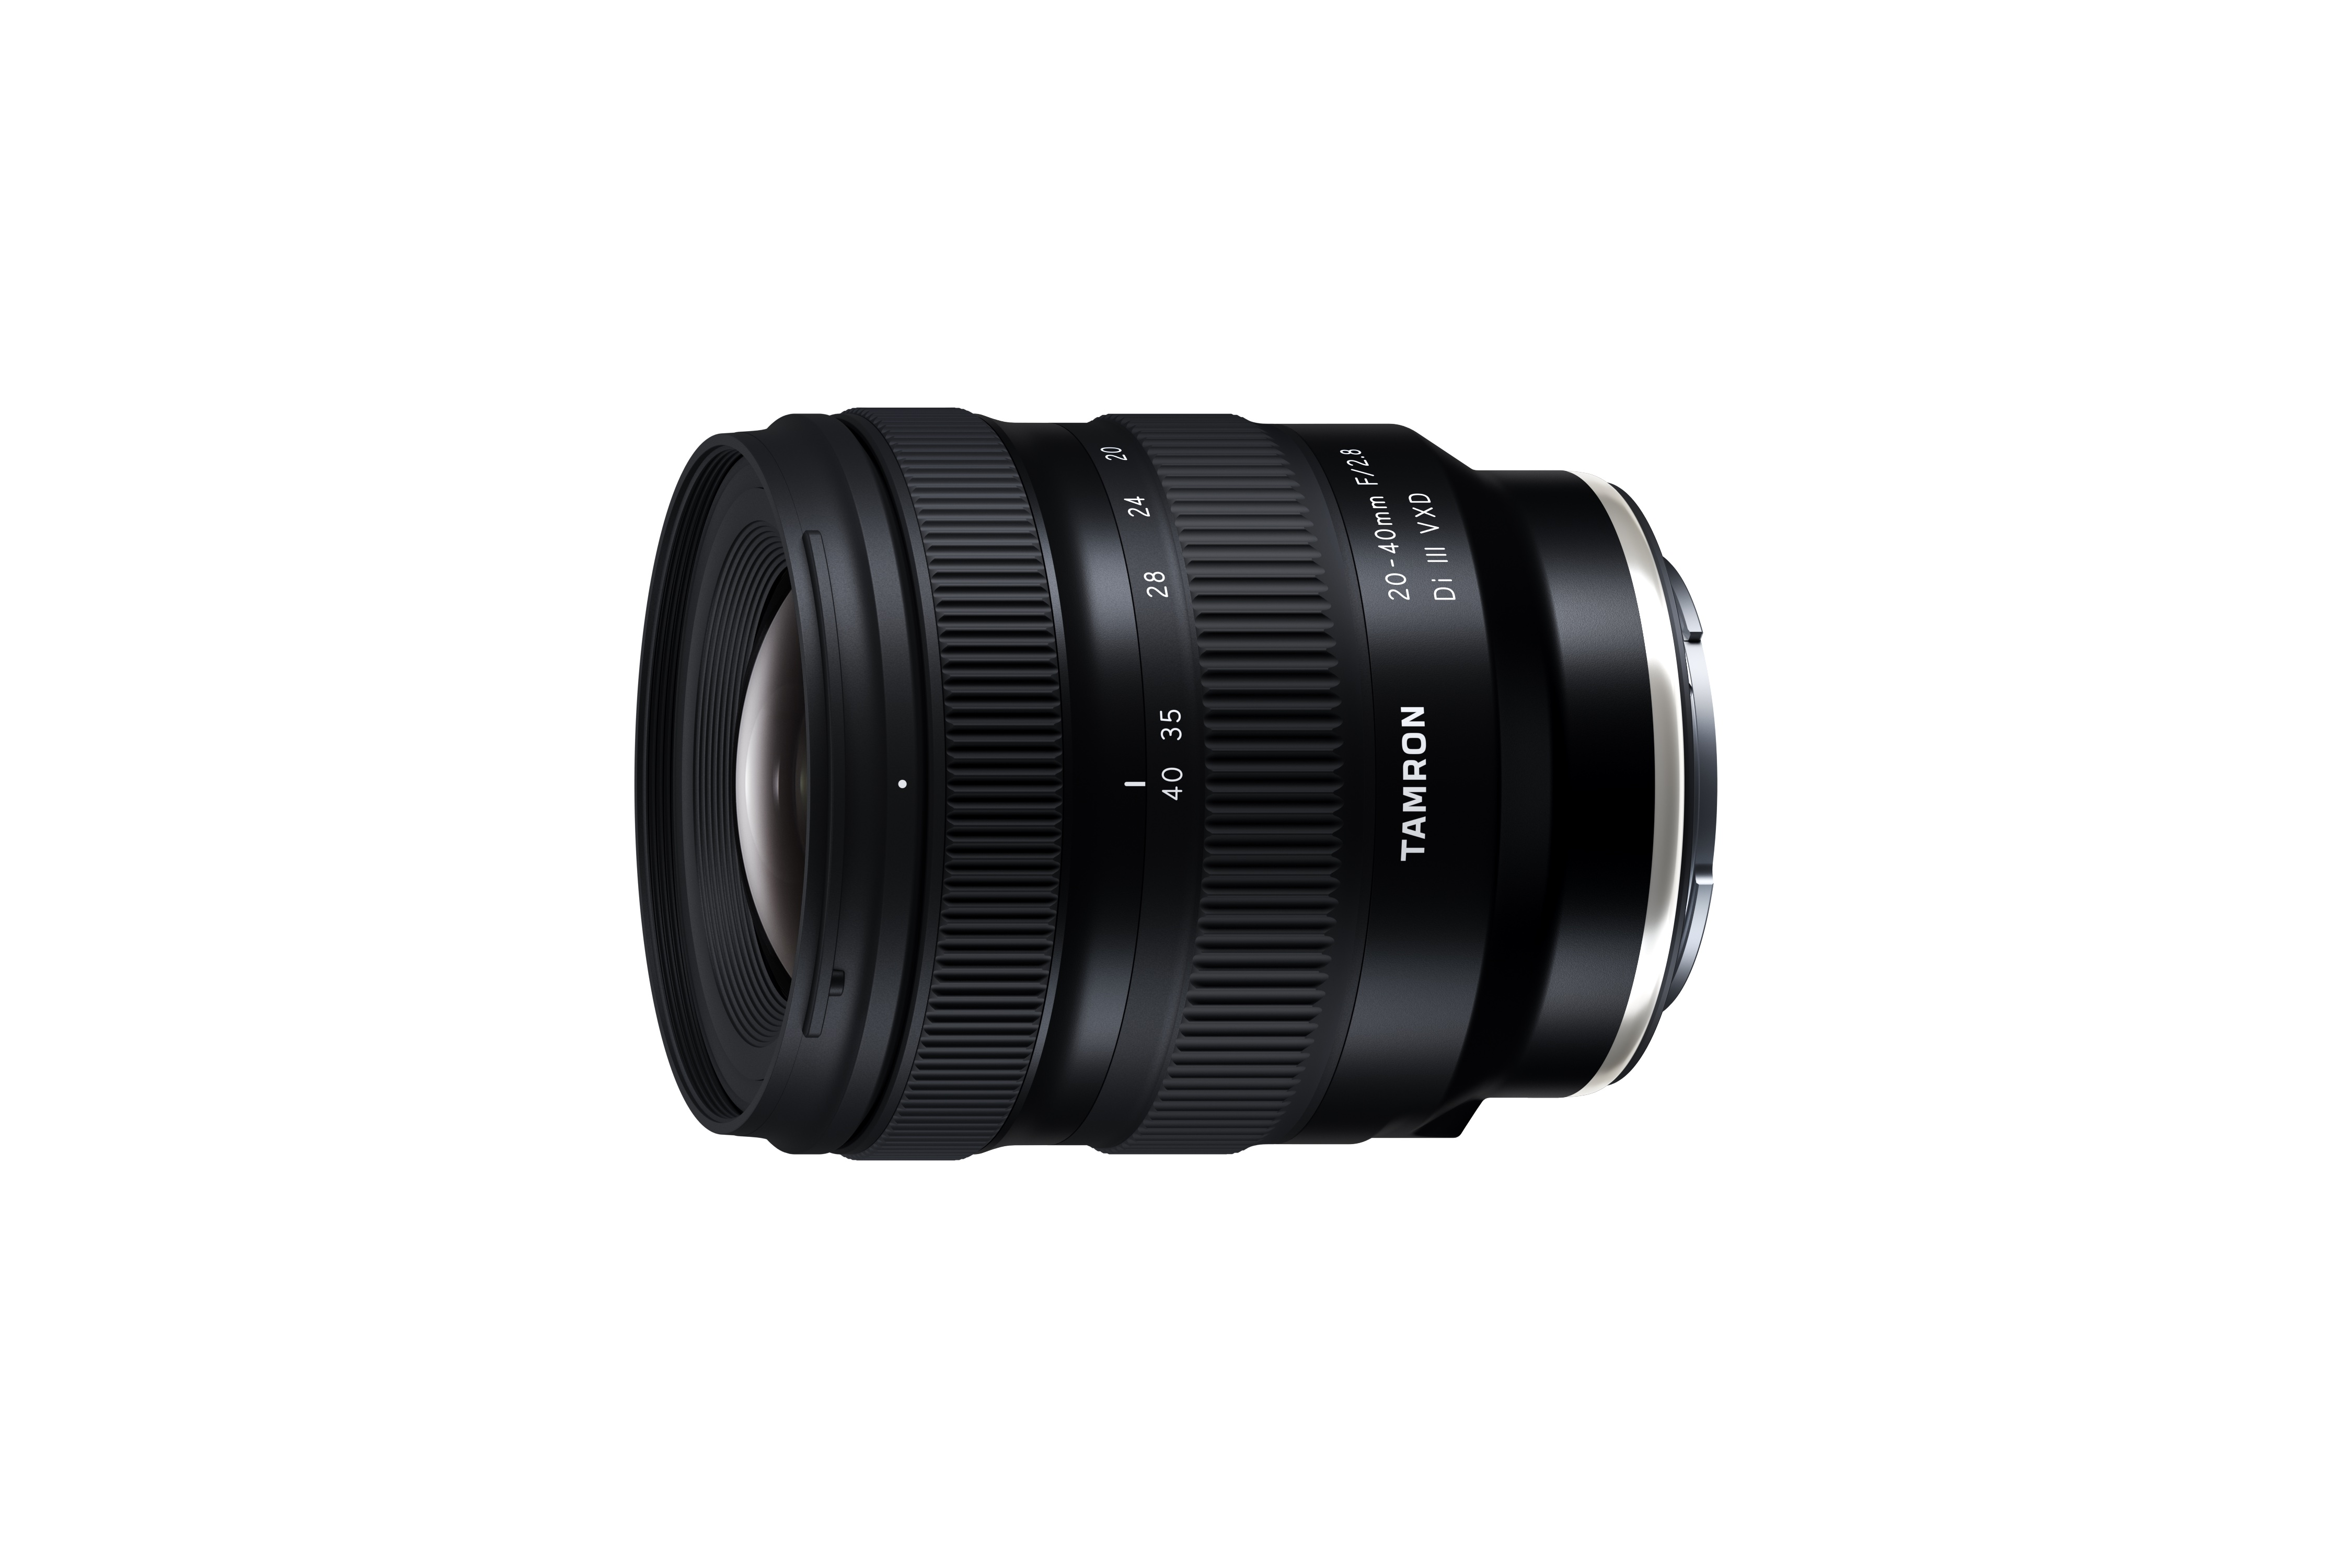 20 24 28 35 40
20-40mm F/2.8
Di III VXD
TAMRON